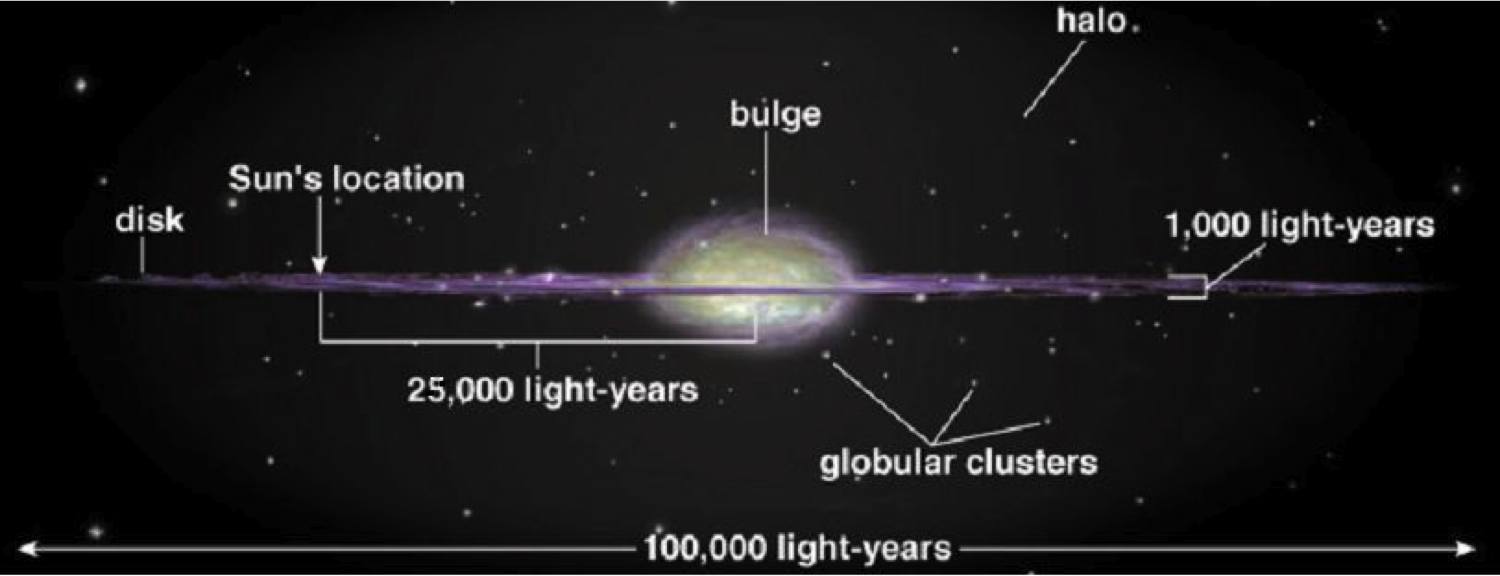 halo
bulge
Sun's location
disk
1,000 light-years
25,000 light-years
globular clusters
100,000 light-years